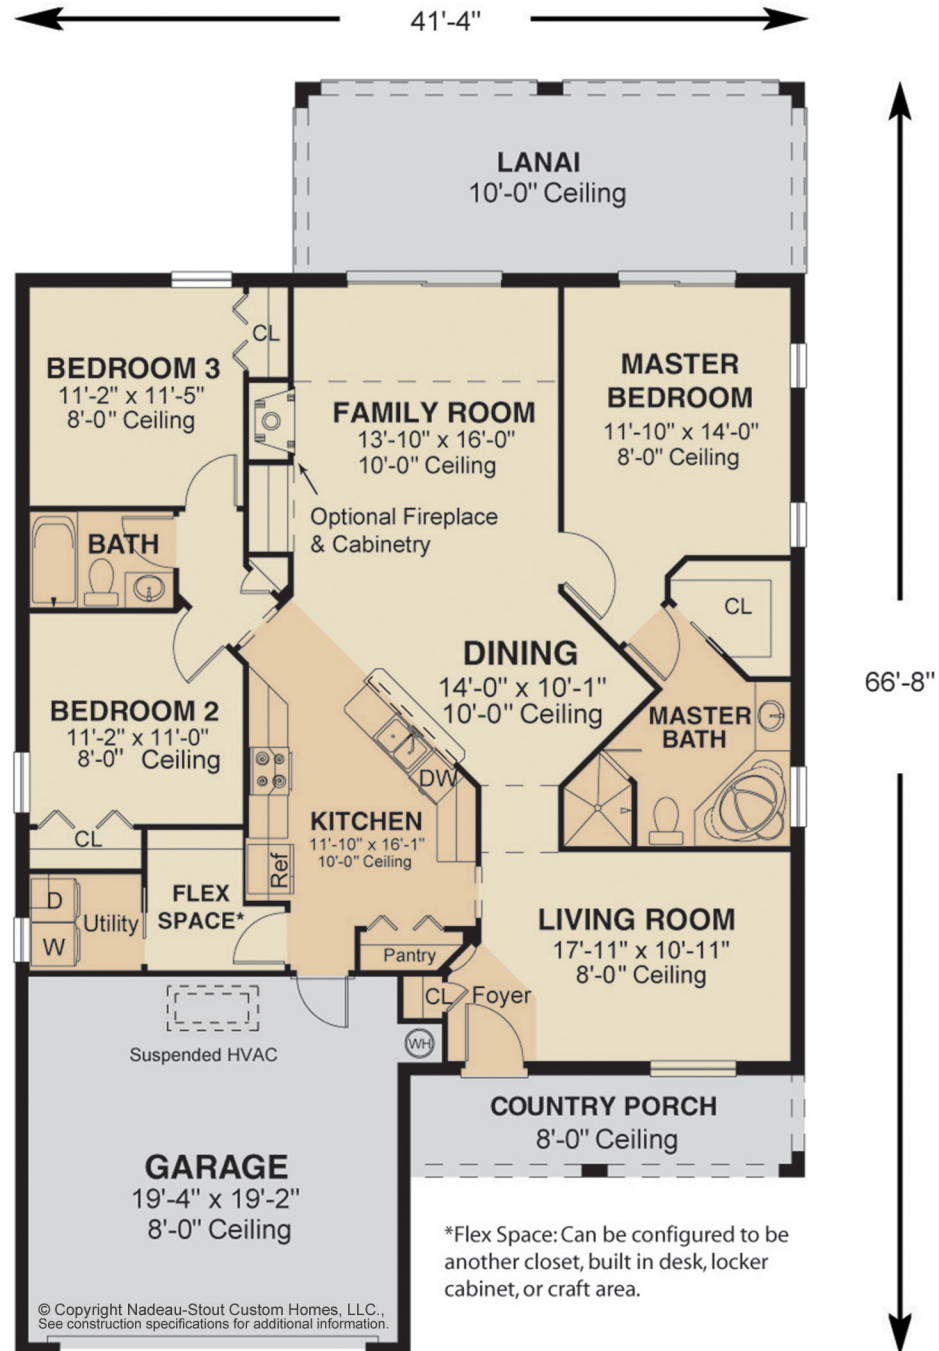 41'-4"
LANAI
10'-0" Ceiling
CL
BEDROOM 3
11'-2" x 11'-5"
8'-0" Ceiling
FAMILY ROOM
13'-10" x 16'-0"
10'-0" Ceiling
MASTER
BEDROOM
11'-10" x 14'-0"
8'-0" Ceiling
Optional Fireplace
& Cabinetry
BATH
CL
DINING
14'-0" x 10'-1"
10'-0" Ceiling
66'-8"
BEDROOM 2
11'-2" x 11'-0"
8'-0" Ceiling
MASTER
BATH
DW
KITCHEN
11'-10" x 16'-1"
10'-0" Ceiling
CL
Ref
D
W
Utility
FLEX
SPACE*
LIVING ROOM
17'-11" x 10'-11"
8'-0" Ceiling
Pantry
CL
Foyer
WH
Suspended HVAC
COUNTRY PORCH
8'-0" Ceiling
GARAGE
19'-4" x 19'-2"
8'-0" Ceiling
*Flex Space: Can be configured to be
another closet, built in desk, locker
cabinet, or craft area.
© Copyright Nadeau-Stout Custom Homes, LLC.,
See construction specifications for additional information.